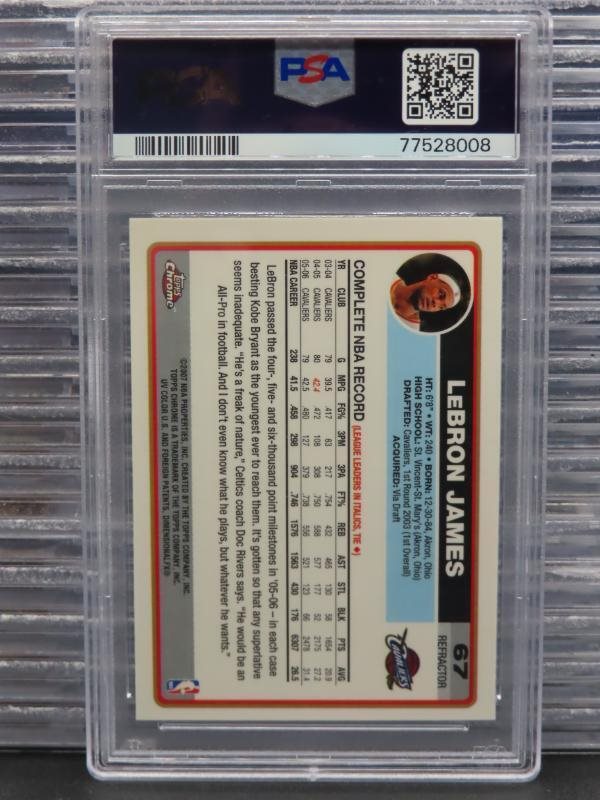 PSA
77528008
67
REFRACTOR
LEBRON JAMES
HT: 6'8" • WT: 240 • BORN: 12-30-84, Akron, Ohio
HIGH SCHOOL: St. Vincent-St. Mary's (Akron, Ohio)
DRAFTED: Cavaliers, 1st Round 2003 (1st Overall)
ACQUIRED: Via Draft
CAVALIERS
COMPLETE NBA RECORD (LEAGUE LEADERS IN ITALICS, TIE ♦)
YR CLUB G MPG FG% 3PM 3PA FT% REB AST STL BLK PTS AVG
03-04 CAVALIERS 79 39.5 .417 63 217 .754 432 465 130 58 1654 20.9
04-05 CAVALIERS 80 42.4 .472 108 308 .750 588 577 177 52 2175 27.2
05-06 CAVALIERS 79 42.5 .480 127 379 .738 556 521 123 66 2478 31.4
NBA CAREER 238 41.5 .458 298 904 .746 1576 1563 430 176 6307 26.5
LeBron passed the four-, five- and six-thousand point milestones in '05-06 – in each case
besting Kobe Bryant as the youngest ever to reach them. It's gotten so that any superlative
seems inadequate. "He's a freak of nature," Celtics coach Doc Rivers says. "He would be an
All-Pro in football. And I don't even know what he plays, but whatever he wants."
TOPPS
Chrome
©2007 NBA PROPERTIES, INC. CREATED BY THE TOPPS COMPANY, INC.
TOPPS CHROME IS A TRADEMARK OF THE TOPPS COMPANY, INC.
UV COLOR U.S. AND FOREIGN PATENTS, DIMENSIONALFX®